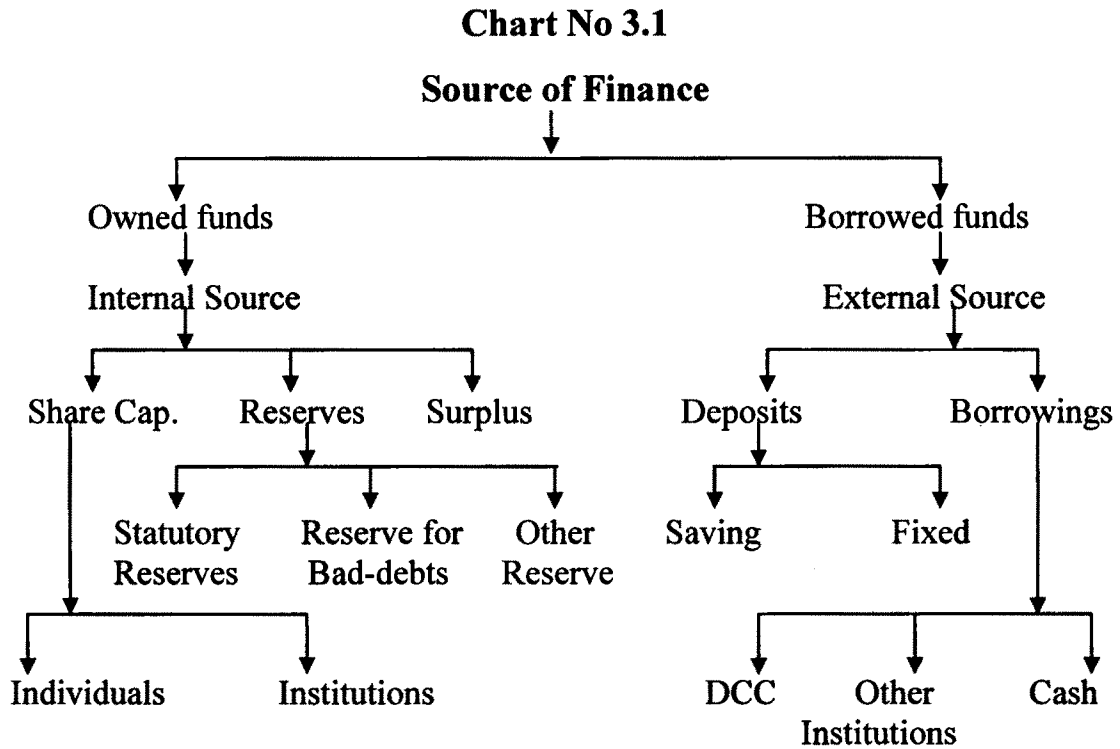 Chart No 3.1
Source of Finance
Owned funds Borrowed funds
Internal Source External Source
Share Cap. Reserves Surplus Deposits Borrowings
Statutory Reserve for Other Saving Fixed
Reserves Bad-debts Reserve
Individuals Institutions DCC Other Cash
Institutions